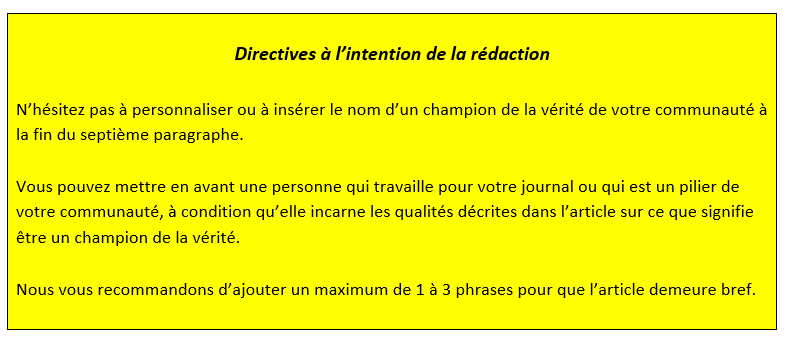 Directives à l’intention de la rédaction
N’hésitez pas à personnaliser ou à insérer le nom d’un champion de la vérité de votre communauté à
la fin du septième paragraphe.
Vous pouvez mettre en avant une personne qui travaille pour votre journal ou qui est un pilier de
votre communauté, à condition qu’elle incarne les qualités décrites dans l’article sur ce que signifie
être un champion de la vérité.
Nous vous recommandons d’ajouter un maximum de 1 à 3 phrases pour que l’article demeure bref.